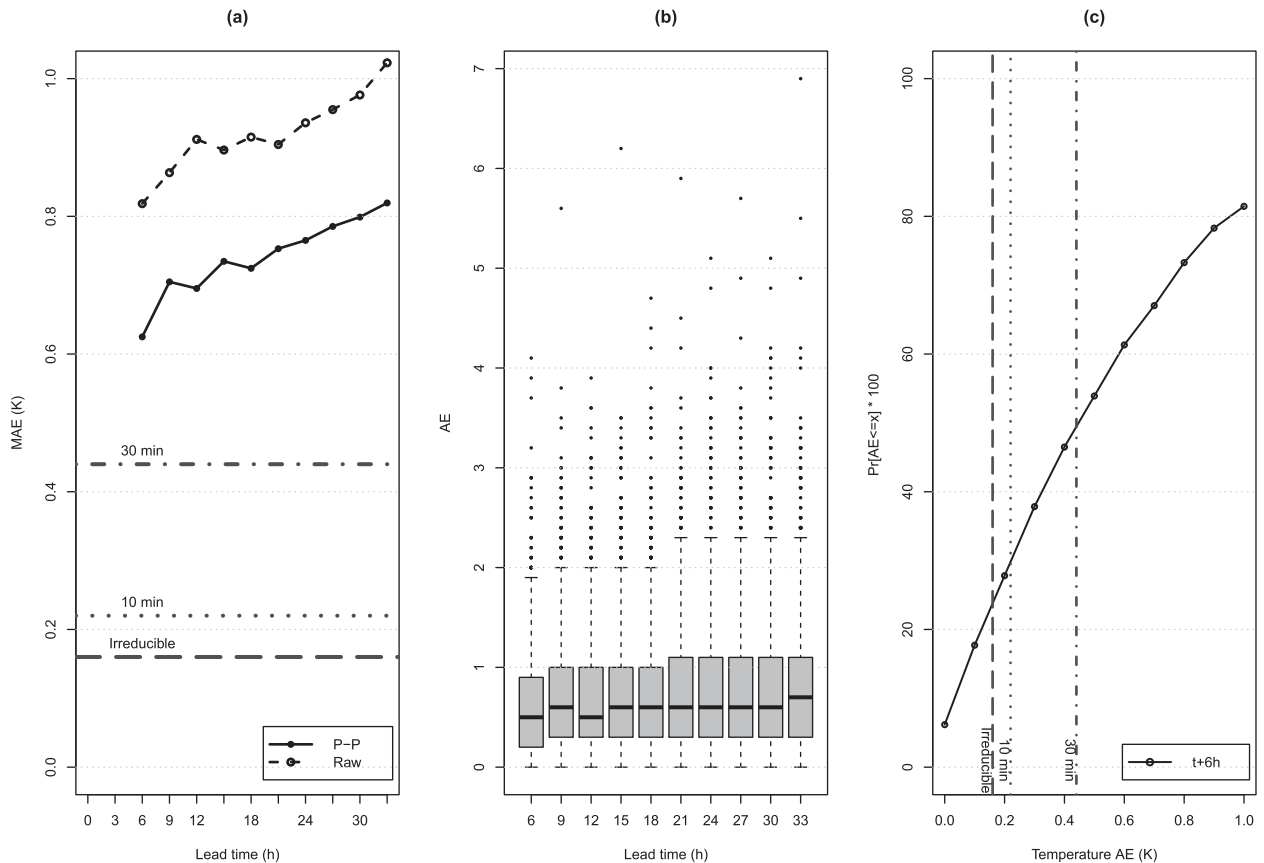 (a)
MAE (K)
1.0
0.8
0.6
0.4
0.2
0.0
30 min
10 min
Irreducible
P−P
Raw
0 3 6 9 12 18 24 30
Lead time (h)
(b)
AE
7
6
5
4
3
2
1
0
6 9 12 15 18 21 24 27 30 33
Lead time (h)
(c)
Pr[AE<=x] * 100
100
80
60
40
20
0
Irreducible
10 min
30 min
t+6h
0.0 0.2 0.4 0.6 0.8 1.0
Temperature AE (K)